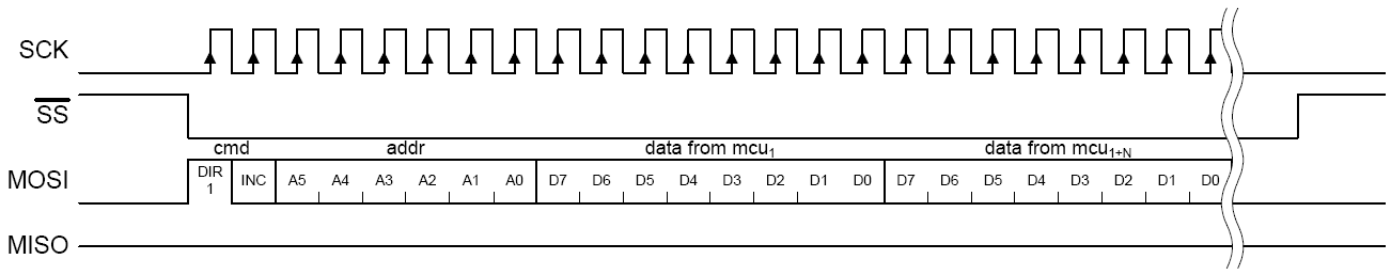 SCK
SS
cmd addr data from mcu1 data from mcu1+N
MOSI DIR 1 INC A5 A4 A3 A2 A1 A0 D7 D6 D5 D4 D3 D2 D1 D0 D7 D6 D5 D4 D3 D2 D1 D0
MISO